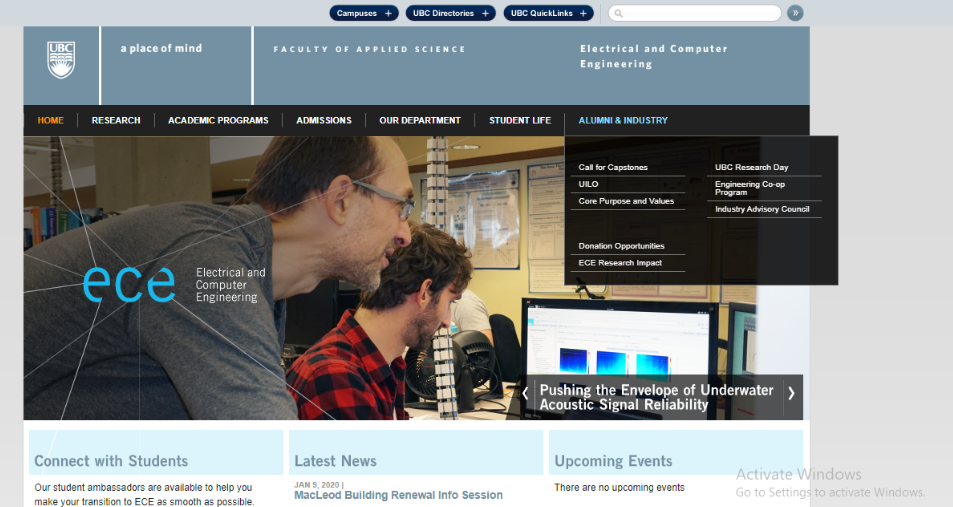 Campuses +
UBC Directories +
UBC QuickLinks +
»
UBC
a place of mind
FACULTY OF APPLIED SCIENCE
Electrical and Computer
Engineering
HOME
RESEARCH
ACADEMIC PROGRAMS
ADMISSIONS
OUR DEPARTMENT
STUDENT LIFE
ALUMNI & INDUSTRY
Call for Capstones
UILO
Core Purpose and Values
Donation Opportunities
ECE Research Impact
UBC Research Day
Engineering Co-op
Program
Industry Advisory Council
ece
Electrical and
Computer
Engineering
Pushing the Envelope of Underwater
Acoustic Signal Reliability
Connect with Students
Our student ambassadors are available to help you
make your transition to ECE as smooth as possible.
Latest News
JAN 9, 2020 |
MacLeod Building Renewal Info Session
Upcoming Events
There are no upcoming events
Activate Windows
Go to Settings to activate Windows.